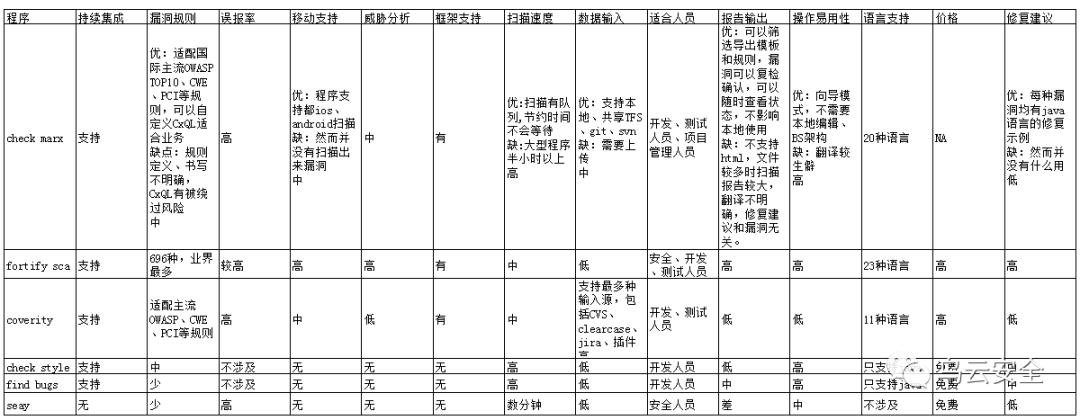 程序 持续集成 漏洞规则 误报率 移动支持 威胁分析 框架支持 扫描速度 数据输入 适合人员 报告输出 操作易用性 语言支持 价格 修复建议
check marx
支持
优：适配国
际主流OWASP
TOP10、CWE
、PCI等规
则，可以自
定义CxQL适
合业务
缺点：规则
定义、书写
不明确，
CxQL有被绕
过风险
中
高
优：程序支
持都ios、
android扫描
缺：然而并
没有扫描出
来漏洞
中
中
有
优:扫描有队
列,节约时间
不会等待
缺:大型程序
半小时以上
高
优：支持本
地、共享TFS
、git、svn
缺：需要上
传
中
开发、测试
人员、项目
管理人员
优：可以筛
选导出模板
和规则，漏
洞可以复检
确认，可以
随时查看状
态，不影响
本地使用
缺：不支持
html，文件
较多时扫描
报告较大，
翻译不明
确，修复建
议和漏洞无
关。
优：向导模
式，不需要
本地编辑、
BS架构
缺：翻译较
生僻
高
20种语言
NA
优：每种漏
洞均有java
语言的修复
示例
缺：然而并
没有什么用
低
fortify sca
支持
696种，业界
最多
较高
高
高
有
中
低
安全、开发
、测试人员
高
高
23种语言
高
高
coverity
支持
适配主流
OWASP、CWE
、PCI等规则
高
中
低
有
中
支持最多种
输入源，包
括CVS、
clearcase、
jira、插件
高
开发、测试
人员
低
低
11种语言
高
低
check style 支持 中 不涉及 无 无 无 高 低 开发人员 低 高 只支 免费 中
find bugs 支持 少 不涉及 无 无 无 高 低 开发人员 中 高 只支持java 免费 中
seay 无 少 高 无 无 无 数分钟 低 安全人员 差 中 不涉及 免费 低
云安全